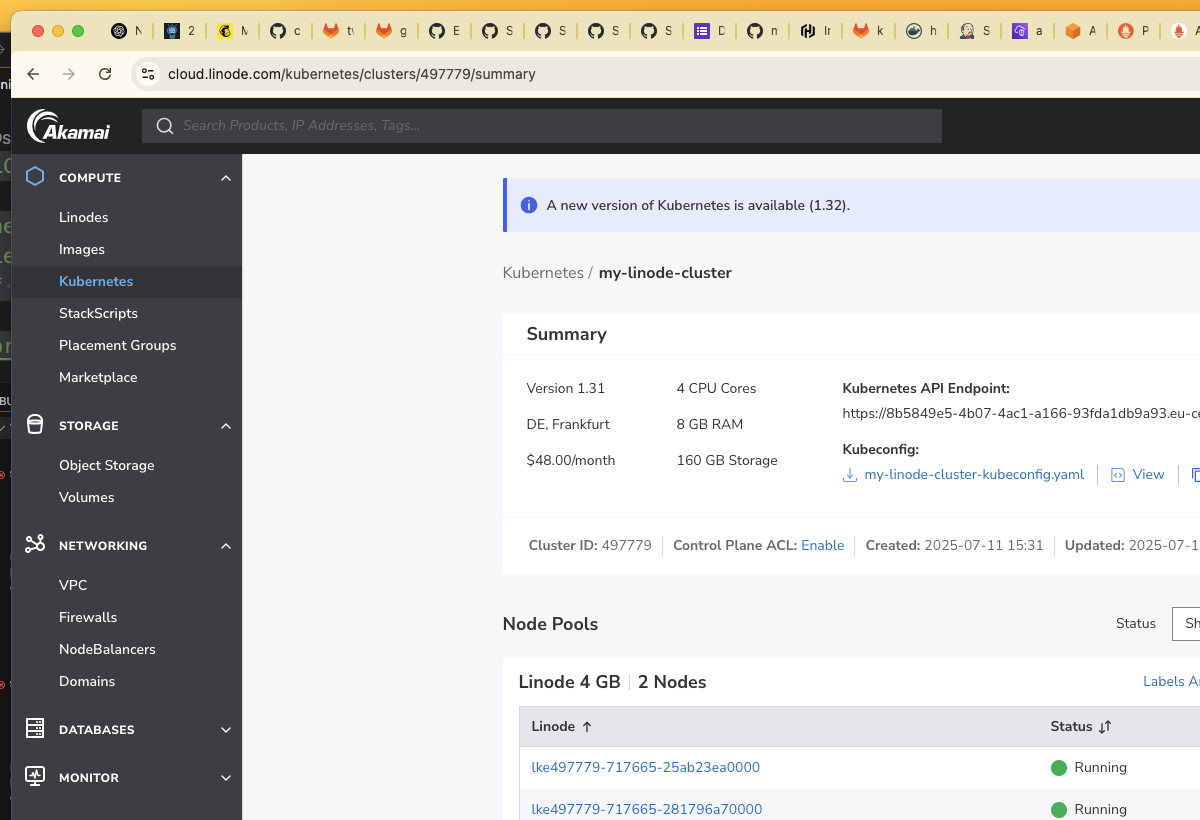 N
2
M
c
tv
g
E
S
S
S
S
D
m
Ir
k
h
S
a
A
P
A
cloud.linode.com/kubernetes/clusters/497779/summary
Akamai
Search Products, IP Addresses, Tags...
COMPUTE
Linodes
Images
Kubernetes
StackScripts
Placement Groups
Marketplace
STORAGE
Object Storage
Volumes
NETWORKING
VPC
Firewalls
NodeBalancers
Domains
DATABASES
MONITOR
A new version of Kubernetes is available (1.32).
Kubernetes / my-linode-cluster
Summary
Version 1.31
DE, Frankfurt
$48.00/month
4 CPU Cores
8 GB RAM
160 GB Storage
Kubernetes API Endpoint:
https://8b5849e5-4b07-4ac1-a166-93fda1db9a93.eu-ce
Kubeconfig:
my-linode-cluster-kubeconfig.yaml View
Cluster ID: 497779 Control Plane ACL: Enable Created: 2025-07-11 15:31 Updated: 2025-07-1
Node Pools
Status Sh
Linode 4 GB 2 Nodes
Labels A
Linode Status
lke497779-717665-25ab23ea0000 Running
lke497779-717665-281796a70000 Running